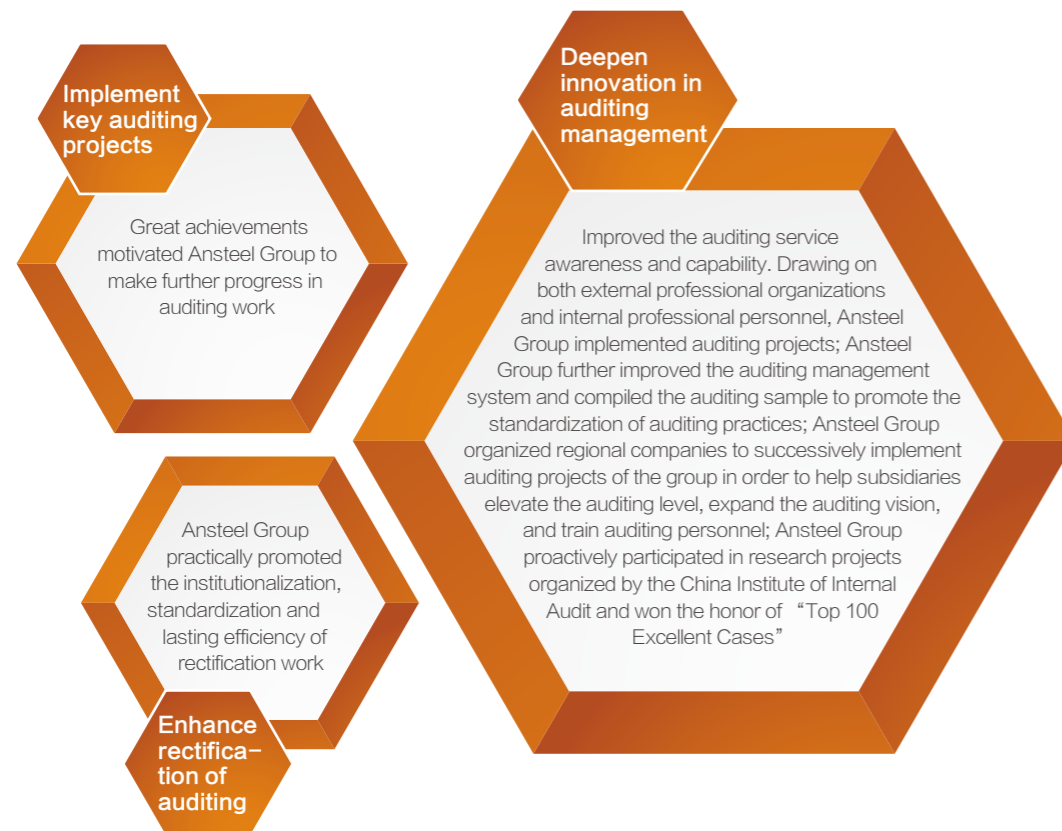 Implement
key auditing
projects
Great achievements
motivated Ansteel Group to
make further progress in
auditing work
Deepen
innovation in
auditing
management
Improved the auditing service
awareness and capability. Drawing on
both external professional organizations
and internal professional personnel, Ansteel
Group implemented auditing projects; Ansteel
Group further improved the auditing management
system and compiled the auditing sample to promote the
standardization of auditing practices; Ansteel Group
organized regional companies to successively implement
auditing projects of the group in order to help subsidiaries
elevate the auditing level, expand the auditing vision,
and train auditing personnel; Ansteel Group
proactively participated in research projects
organized by the China Institute of Internal
Audit and won the honor of “Top 100
Excellent Cases”
Ansteel Group
practically promoted
the institutionalization,
standardization and
lasting efficiency of
rectification work
Enhance
rectifica-
tion of
auditing